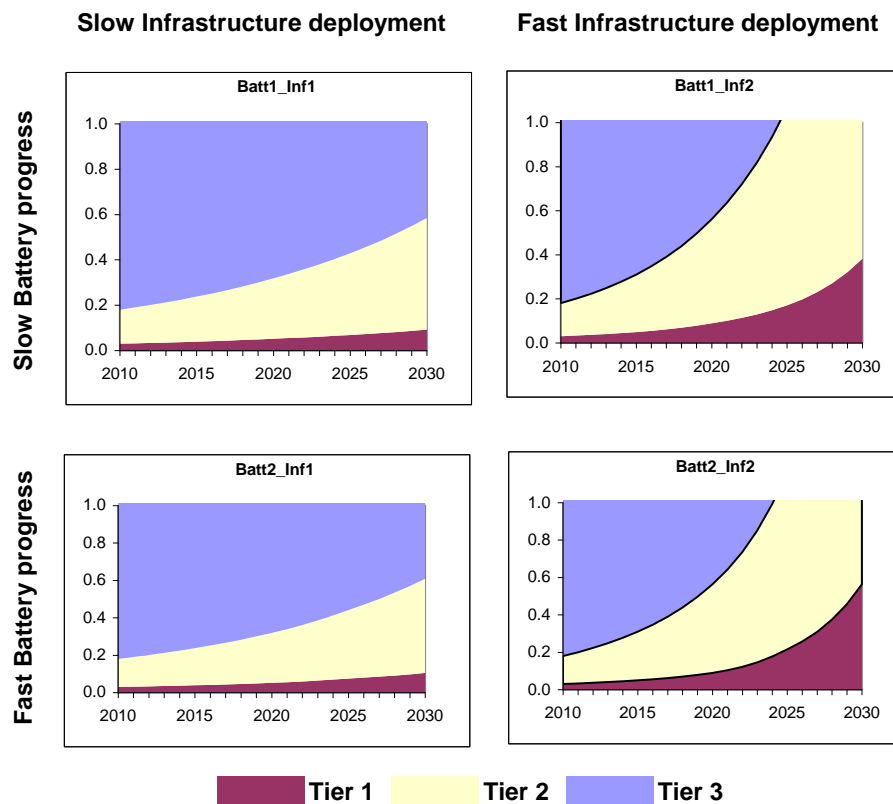 Slow Infrastructure deployment
Fast Infrastructure deployment
Slow Battery progress
Batt1_Inf1
1.0
0.8
0.6
0.4
0.2
0.0
2010 2015 2020 2025 2030
Batt1_Inf2
1.0
0.8
0.6
0.4
0.2
0.0
2010 2015 2020 2025 2030
Fast Battery progress
Batt2_Inf1
1.0
0.8
0.6
0.4
0.2
0.0
2010 2015 2020 2025 2030
Batt2_Inf2
1.0
0.8
0.6
0.4
0.2
0.0
2010 2015 2020 2025 2030
Tier 1 Tier 2 Tier 3